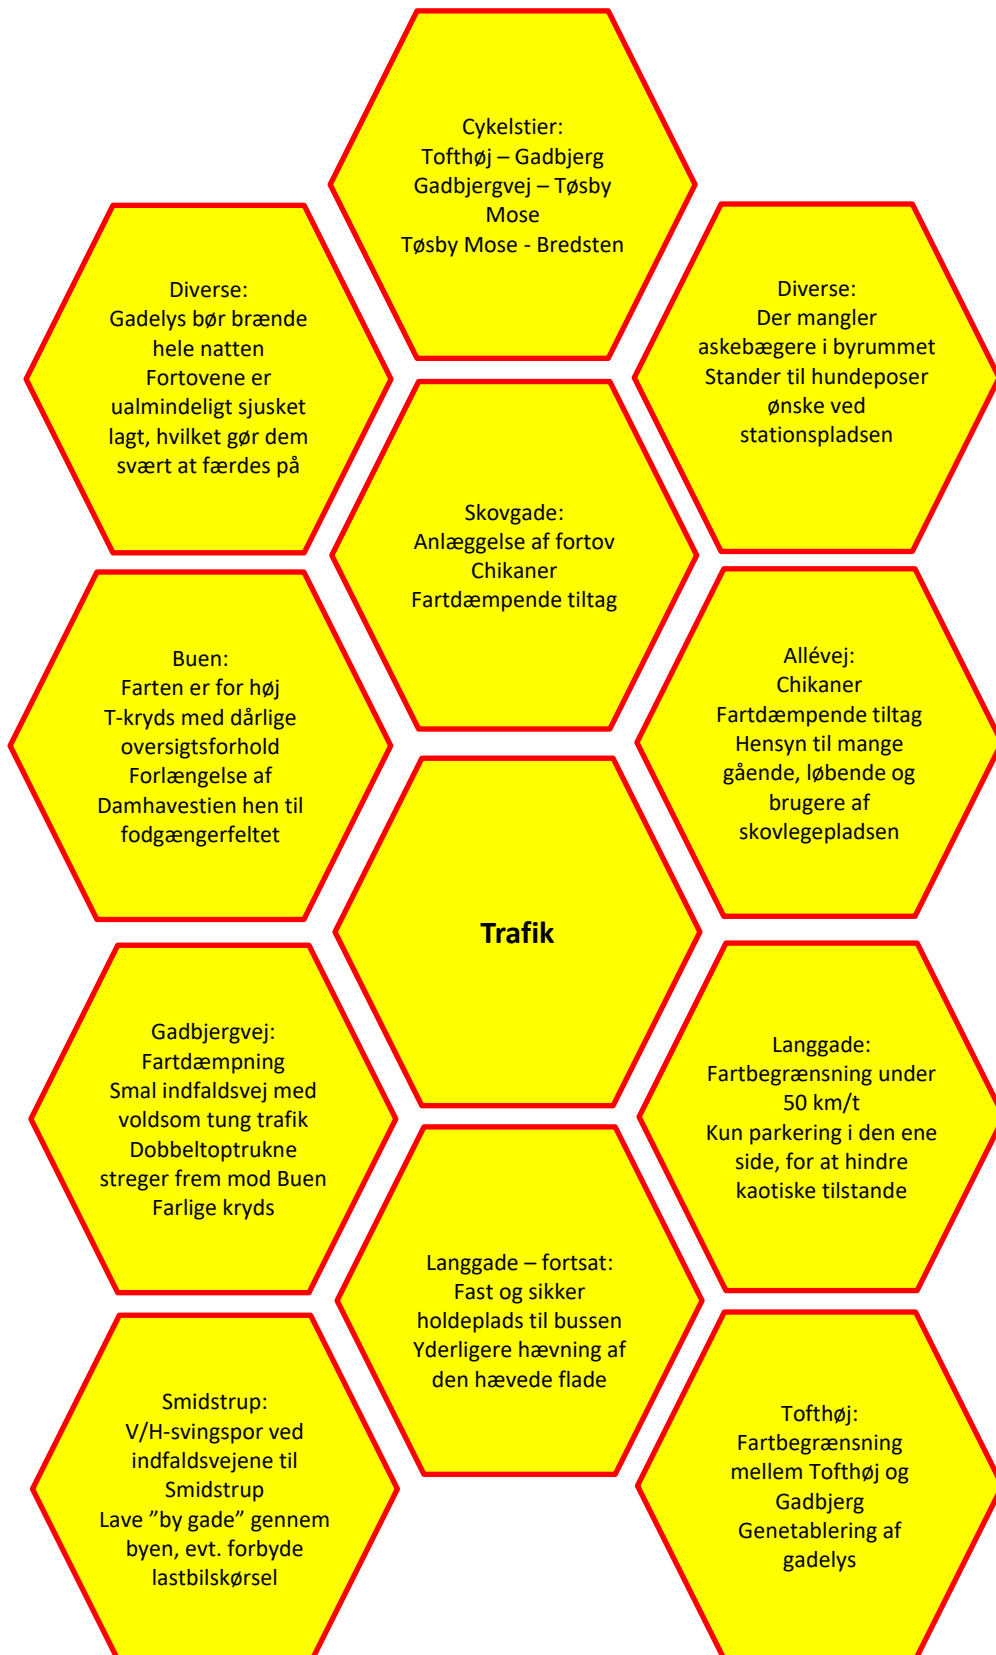 Cykelstier:
Tofthøj – Gadbjerg
Gadbjergvej – Tøsby
Mose
Tøsby Mose - Bredsten
Diverse:
Gadelys bør brænde
hele natten
Fortovene er
ualmindeligt sjusket
lagt, hvilket gør dem
svært at færdes på
Diverse:
Der mangler
askebægere i byrummet
Stander til hundeposer
ønske ved
stationspladsen
Skovgade:
Anlæggelse af fortov
Chikaner
Fartdæmpende tiltag
Buen:
Farten er for høj
T-kryds med dårlige
oversigtsforhold
Forlængelse af
Damhavestien hen til
fodgængerfeltet
Allévej:
Chikaner
Fartdæmpende tiltag
Hensyn til mange
gående, løbende og
brugere af
skovlegepladsen
Trafik
Gadbjergvej:
Fartdæmpning
Smal indfaldsvej med
voldsom tung trafik
Dobbeltoptrukne
streger frem mod Buen
Farlige kryds
Langgade:
Fartbegrænsning under
50 km/t
Kun parkering i den ene
side, for at hindre
kaotiske tilstande
Langgade – fortsat:
Fast og sikker
holdeplads til bussen
Yderligere hævning af
den hævede flade
Smidstrup:
V/H-svingspor ved
indfaldsvejene til
Smidstrup
Lave ”by gade” gennem
byen, evt. forbyde
lastbilskørsel
Tofthøj:
Fartbegrænsning
mellem Tofthøj og
Gadbjerg
Genetablering af
gadelys